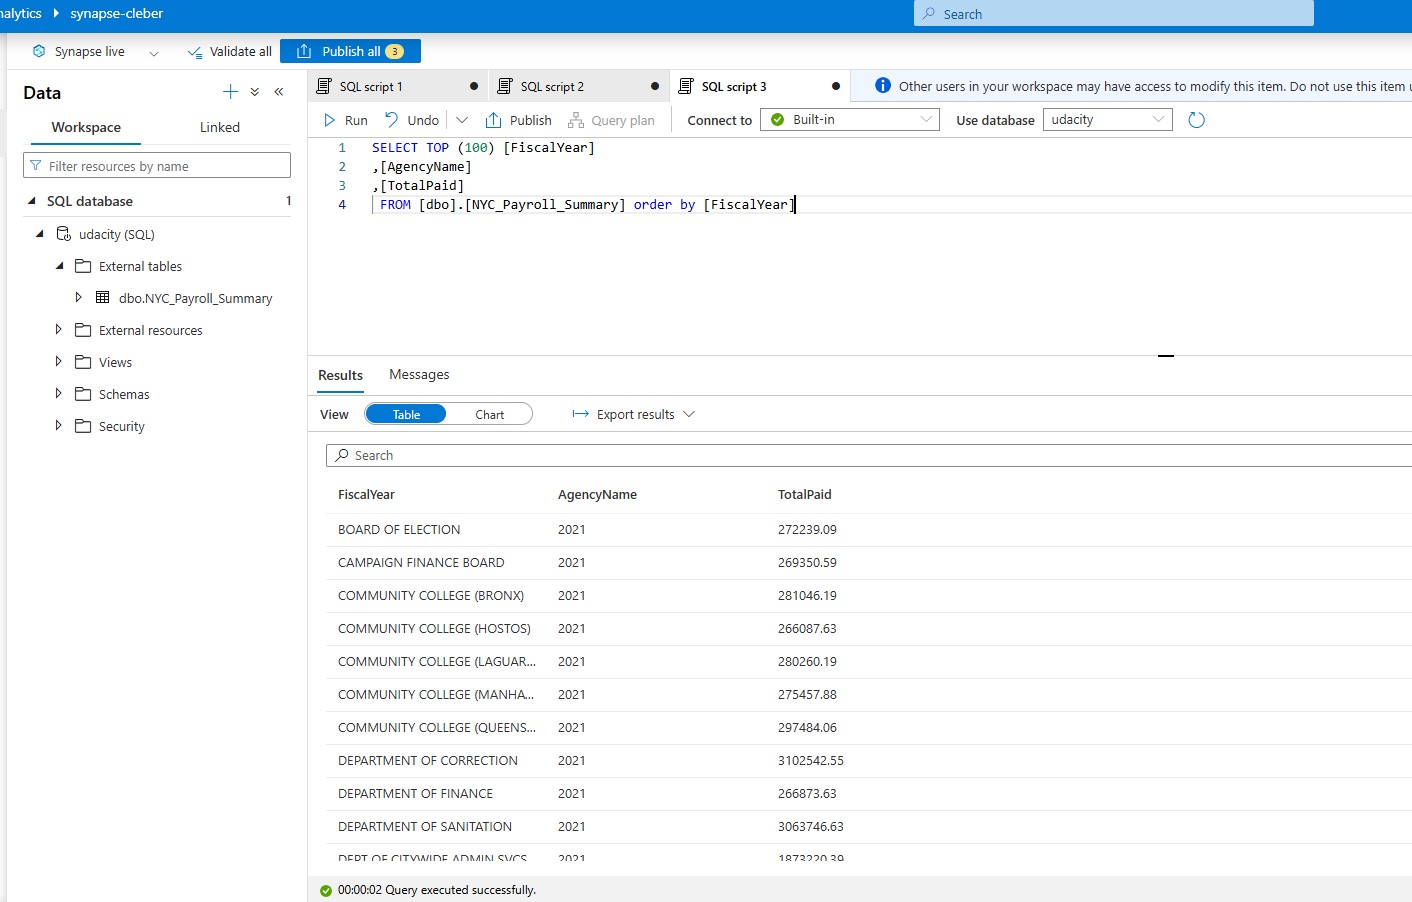 nalytics synapse-cleber Search
Synapse live Validate all Publish all 3
Data
Workspace Linked
Filter resources by name
SQL database 1
udacity (SQL)
External tables
dbo.NYC_Payroll_Summary
External resources
Views
Schemas
Security
SQL script 1 SQL script 2 SQL script 3 Other users in your workspace may have access to modify this item. Do not use this item u
Run Undo Publish Query plan Connect to Built-in Use database udacity
1 SELECT TOP (100) [FiscalYear]
2 ,[AgencyName]
3 ,[TotalPaid]
4 FROM [dbo].[NYC_Payroll_Summary] order by [FiscalYear]
Results Messages
View Table Chart Export results
Search
FiscalYear AgencyName TotalPaid
BOARD OF ELECTION 2021 272239.09
CAMPAIGN FINANCE BOARD 2021 269350.59
COMMUNITY COLLEGE (BRONX) 2021 281046.19
COMMUNITY COLLEGE (HOSTOS) 2021 266087.63
COMMUNITY COLLEGE (LAGUAR... 2021 280260.19
COMMUNITY COLLEGE (MANHA... 2021 275457.88
COMMUNITY COLLEGE (QUEENS... 2021 297484.06
DEPARTMENT OF CORRECTION 2021 3102542.55
DEPARTMENT OF FINANCE 2021 266873.63
DEPARTMENT OF SANITATION 2021 3063746.63
DEPT OF CITYWIDE ADMIN SVCS 2021 1873220.39
00:00:02 Query executed successfully.